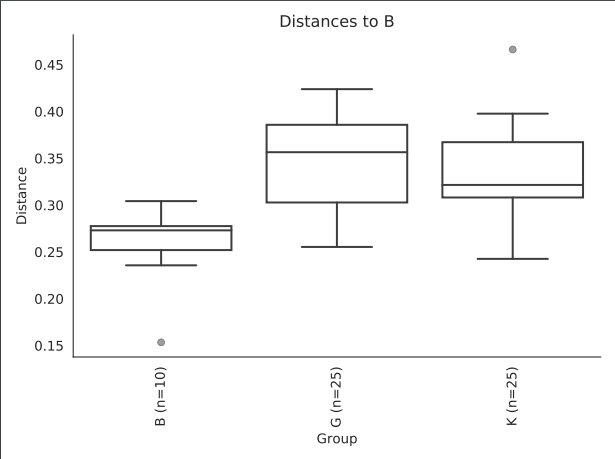 Distances to B
Distance
0.45
0.40
0.35
0.30
0.25
0.20
0.15
B (n=10)
G (n=25)
K (n=25)
Group